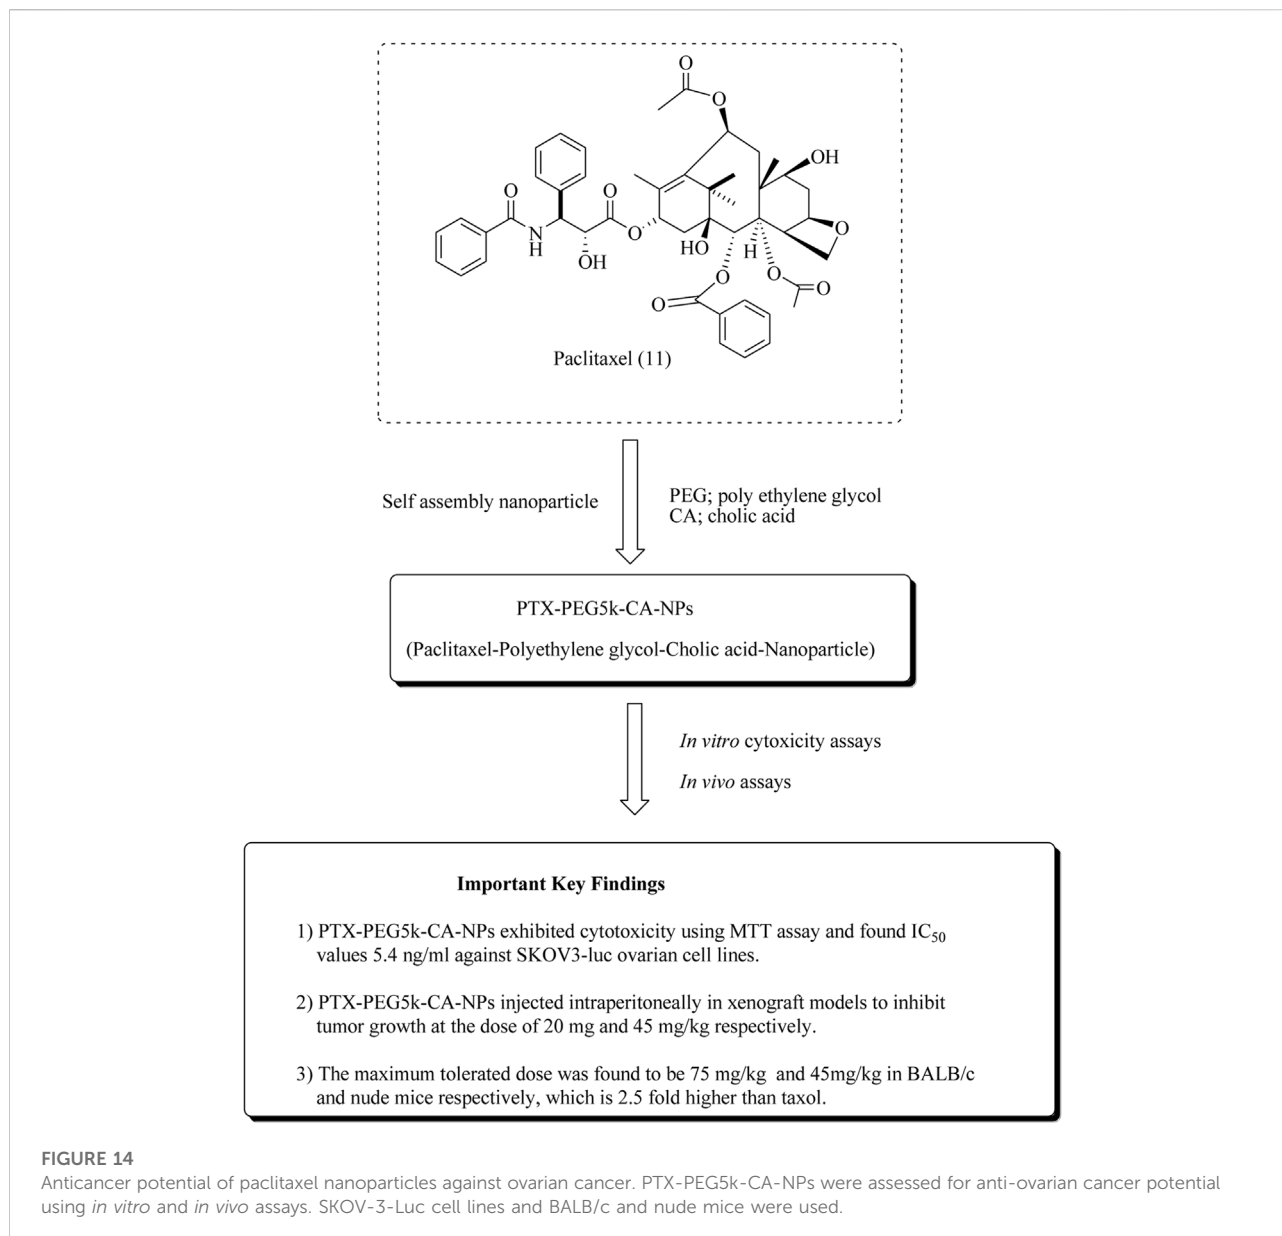 O
O
OH
O
O
O
N
H
OH
O
HO
H
O
O
O
O
O
Paclitaxel (11)
Self assembly nanoparticle
PEG; poly ethylene glycol
CA; cholic acid
PTX-PEG5k-CA-NPs
(Paclitaxel-Polyethylene glycol-Cholic acid-Nanoparticle)
In vitro cytoxicity assays
In vivo assays
Important Key Findings
1) PTX-PEG5k-CA-NPs exhibited cytotoxicity using MTT assay and found IC50
values 5.4 ng/ml against SKOV3-luc ovarian cell lines.
2) PTX-PEG5k-CA-NPs injected intraperitoneally in xenograft models to inhibit
tumor growth at the dose of 20 mg and 45 mg/kg respectively.
3) The maximum tolerated dose was found to be 75 mg/kg and 45mg/kg in BALB/c
and nude mice respectively, which is 2.5 fold higher than taxol.
FIGURE 14
Anticancer potential of paclitaxel nanoparticles against ovarian cancer. PTX-PEG5k-CA-NPs were assessed for anti-ovarian cancer potential
using in vitro and in vivo assays. SKOV-3-Luc cell lines and BALB/c and nude mice were used.